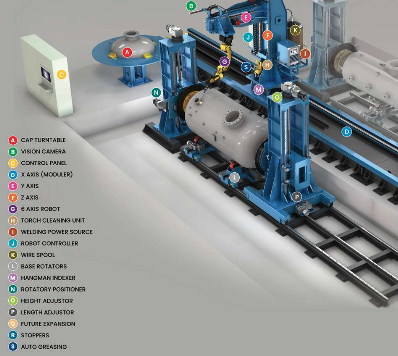 B
E
K
J
F
A
I
G
S
H
C
M
N
O
D
L
P
A CAP TURNTABLE
B VISION CAMERA
C CONTROL PANEL
D X AXIS (MODULER)
E Y AXIS
F Z AXIS
G 6 AXIS ROBOT
H TORCH CLEANING UNIT
I WELDING POWER SOURCE
J ROBOT CONTROLLER
K WIRE SPOOL
L BASE ROTATORS
M HANGMAN INDEXER
N ROTATORY POSITIONER
O HEIGHT ADJUSTOR
P LENGTH ADJUSTOR
Q FUTURE EXPANSION
R STOPPERS
S AUTO GREASING